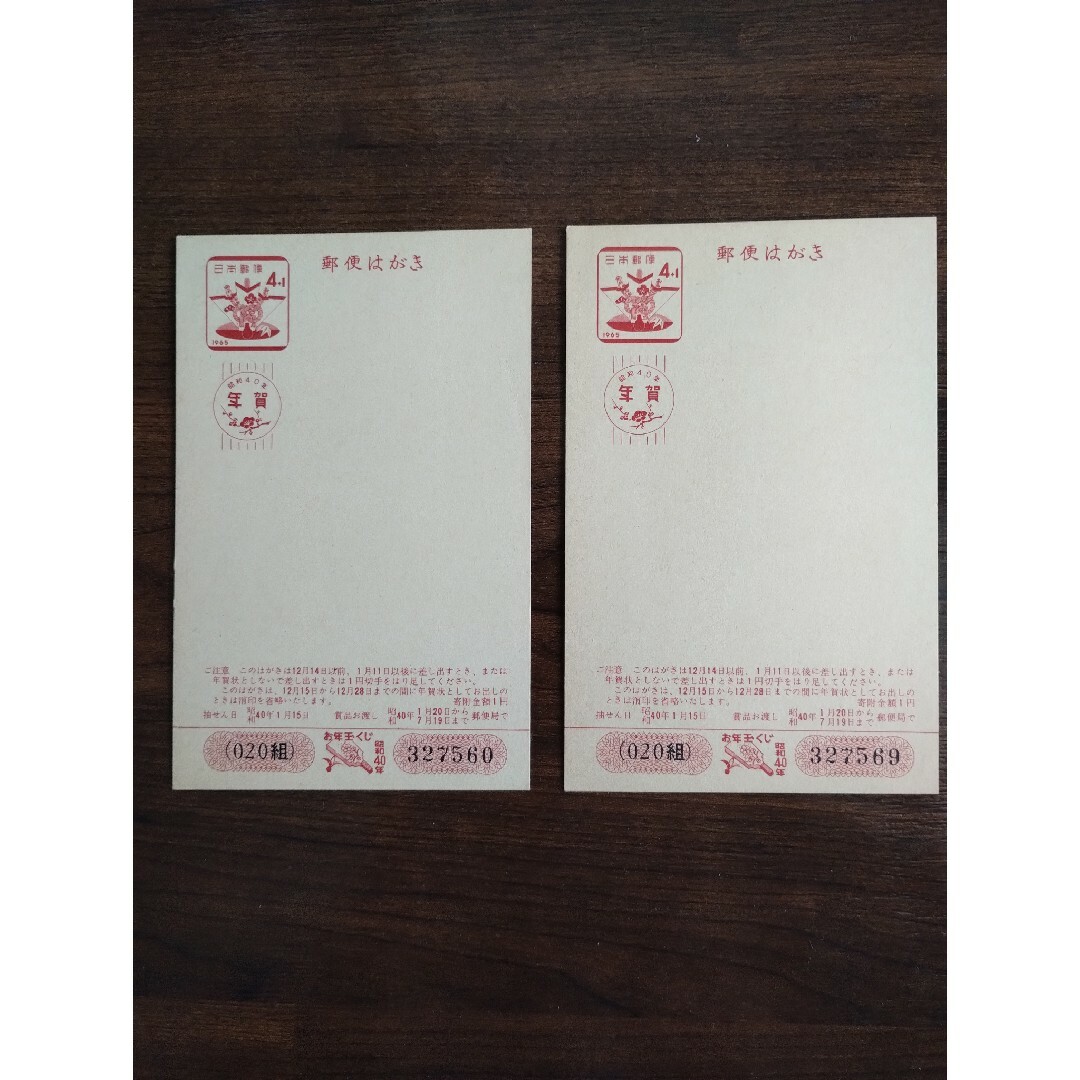 郵便はがき
日本郵便
4+1
1965
昭和40年
年賀
ご注意 このはがきは12月14日以前、1月11日以後に差し出すとき、または
年賀状としないで差し出すときは1円切手をはり足してください。
このはがきは、12月15日から12月28日までの間に年賀状としてお出しの
ときは消印を省略いたします。
寄附金額1円
抽せん日 昭和40年1月15日 賞品お渡し 昭和40年1月20日から 昭和40年7月19日まで 郵便局で
(020組)
お年玉くじ
昭和40年
327560
郵便はがき
日本郵便
4+1
1965
昭和40年
年賀
ご注意 このはがきは12月14日以前、1月11日以後に差し出すとき、または
年賀状としないで差し出すときは1円切手をはり足してください。
このはがきは、12月15日から12月28日までの間に年賀状としてお出しの
ときは消印を省略いたします。
寄附金額1円
抽せん日 昭和40年1月15日 賞品お渡し 昭和40年1月20日から 昭和40年7月19日まで 郵便局で
(020組)
お年玉くじ
昭和40年
327569